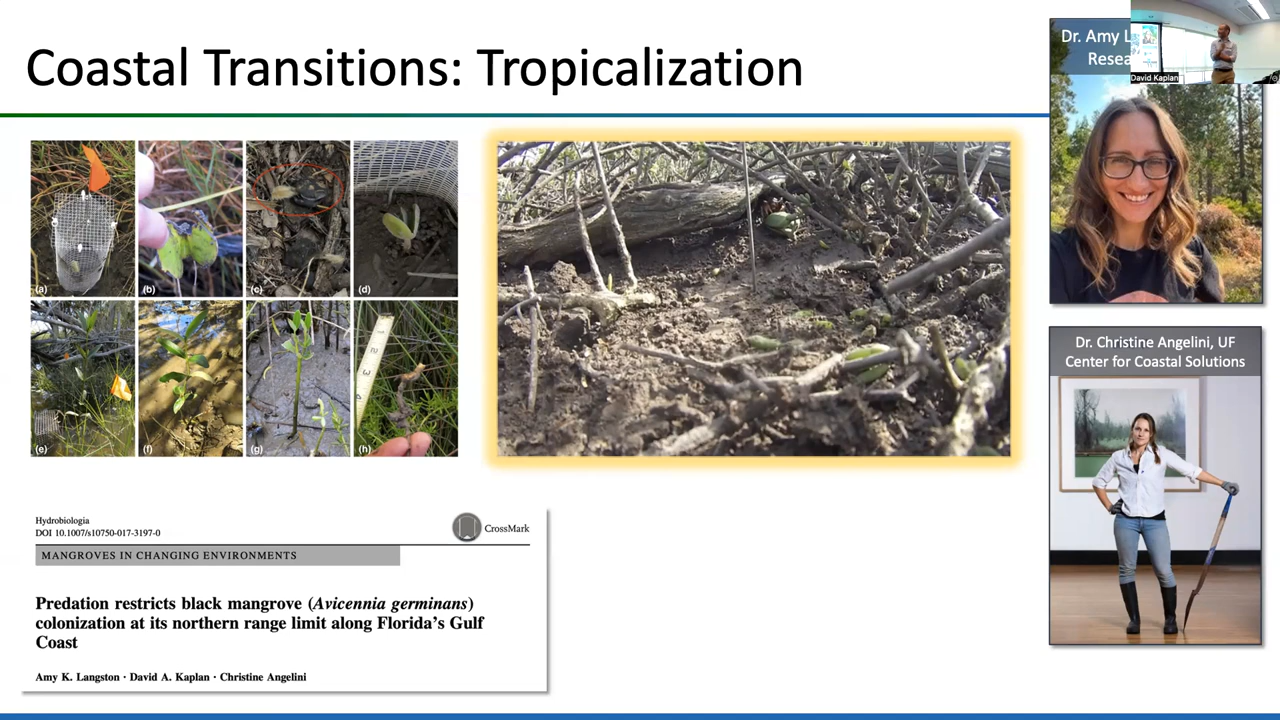 Coastal Transitions: Tropicalization
Dr. Amy L
Resea
David Kaplan
(a)
(b)
(c)
(d)
(e)
(f)
(g)
(h)
Dr. Christine Angelini, UF
Center for Coastal Solutions
Hydrobiologia
DOI 10.1007/s10750-017-3197-0
CrossMark
MANGROVES IN CHANGING ENVIRONMENTS
Predation restricts black mangrove (Avicennia germinans)
colonization at its northern range limit along Florida's Gulf
Coast
Amy K. Langston · David A. Kaplan · Christine Angelini